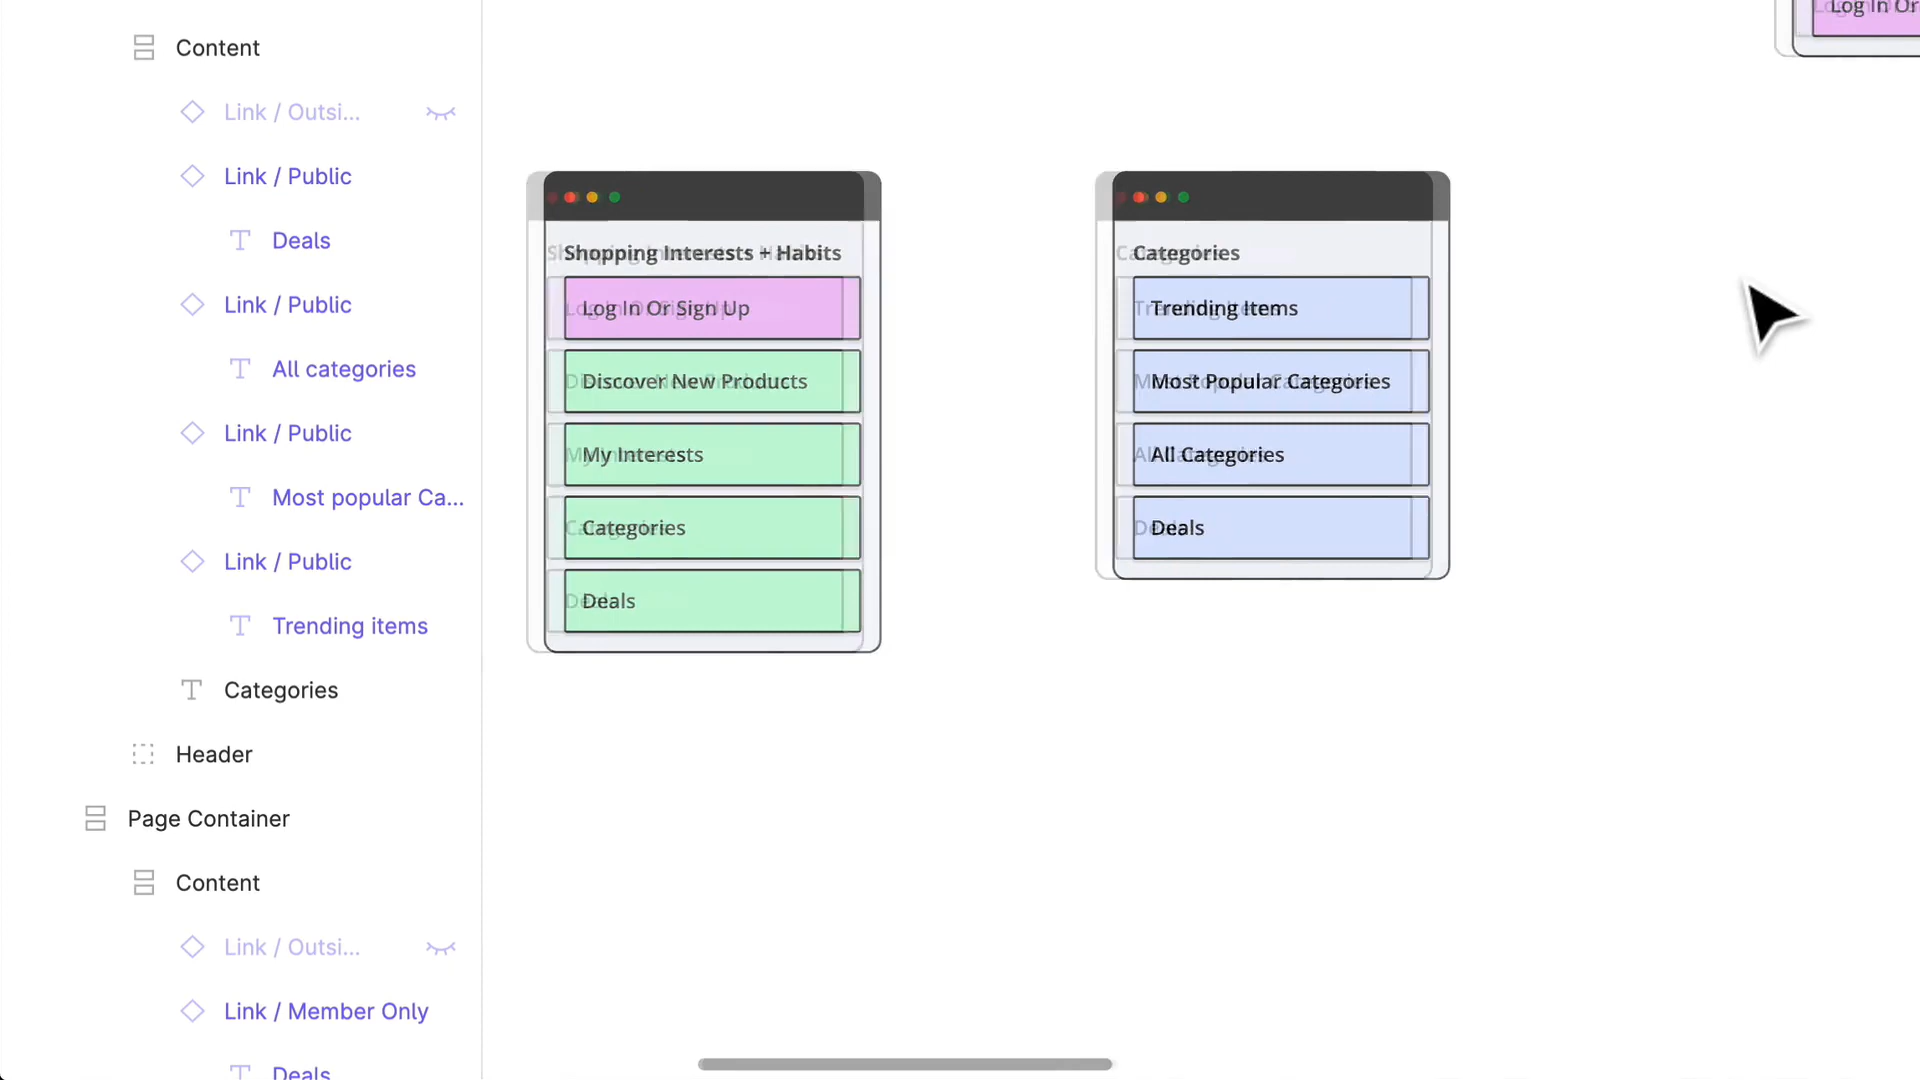 Content
Link / Outsi...
Link / Public
Deals
Link / Public
All categories
Link / Public
Most popular Ca...
Link / Public
Trending items
Categories
Header
Page Container
Content
Link / Outsi...
Link / Member Only
Deals
Shopping Interests + Habits
Log In Or Sign Up
Discover New Products
My Interests
Categories
Deals
Categories
Trending Items
Most Popular Categories
All Categories
Deals
Log In Or